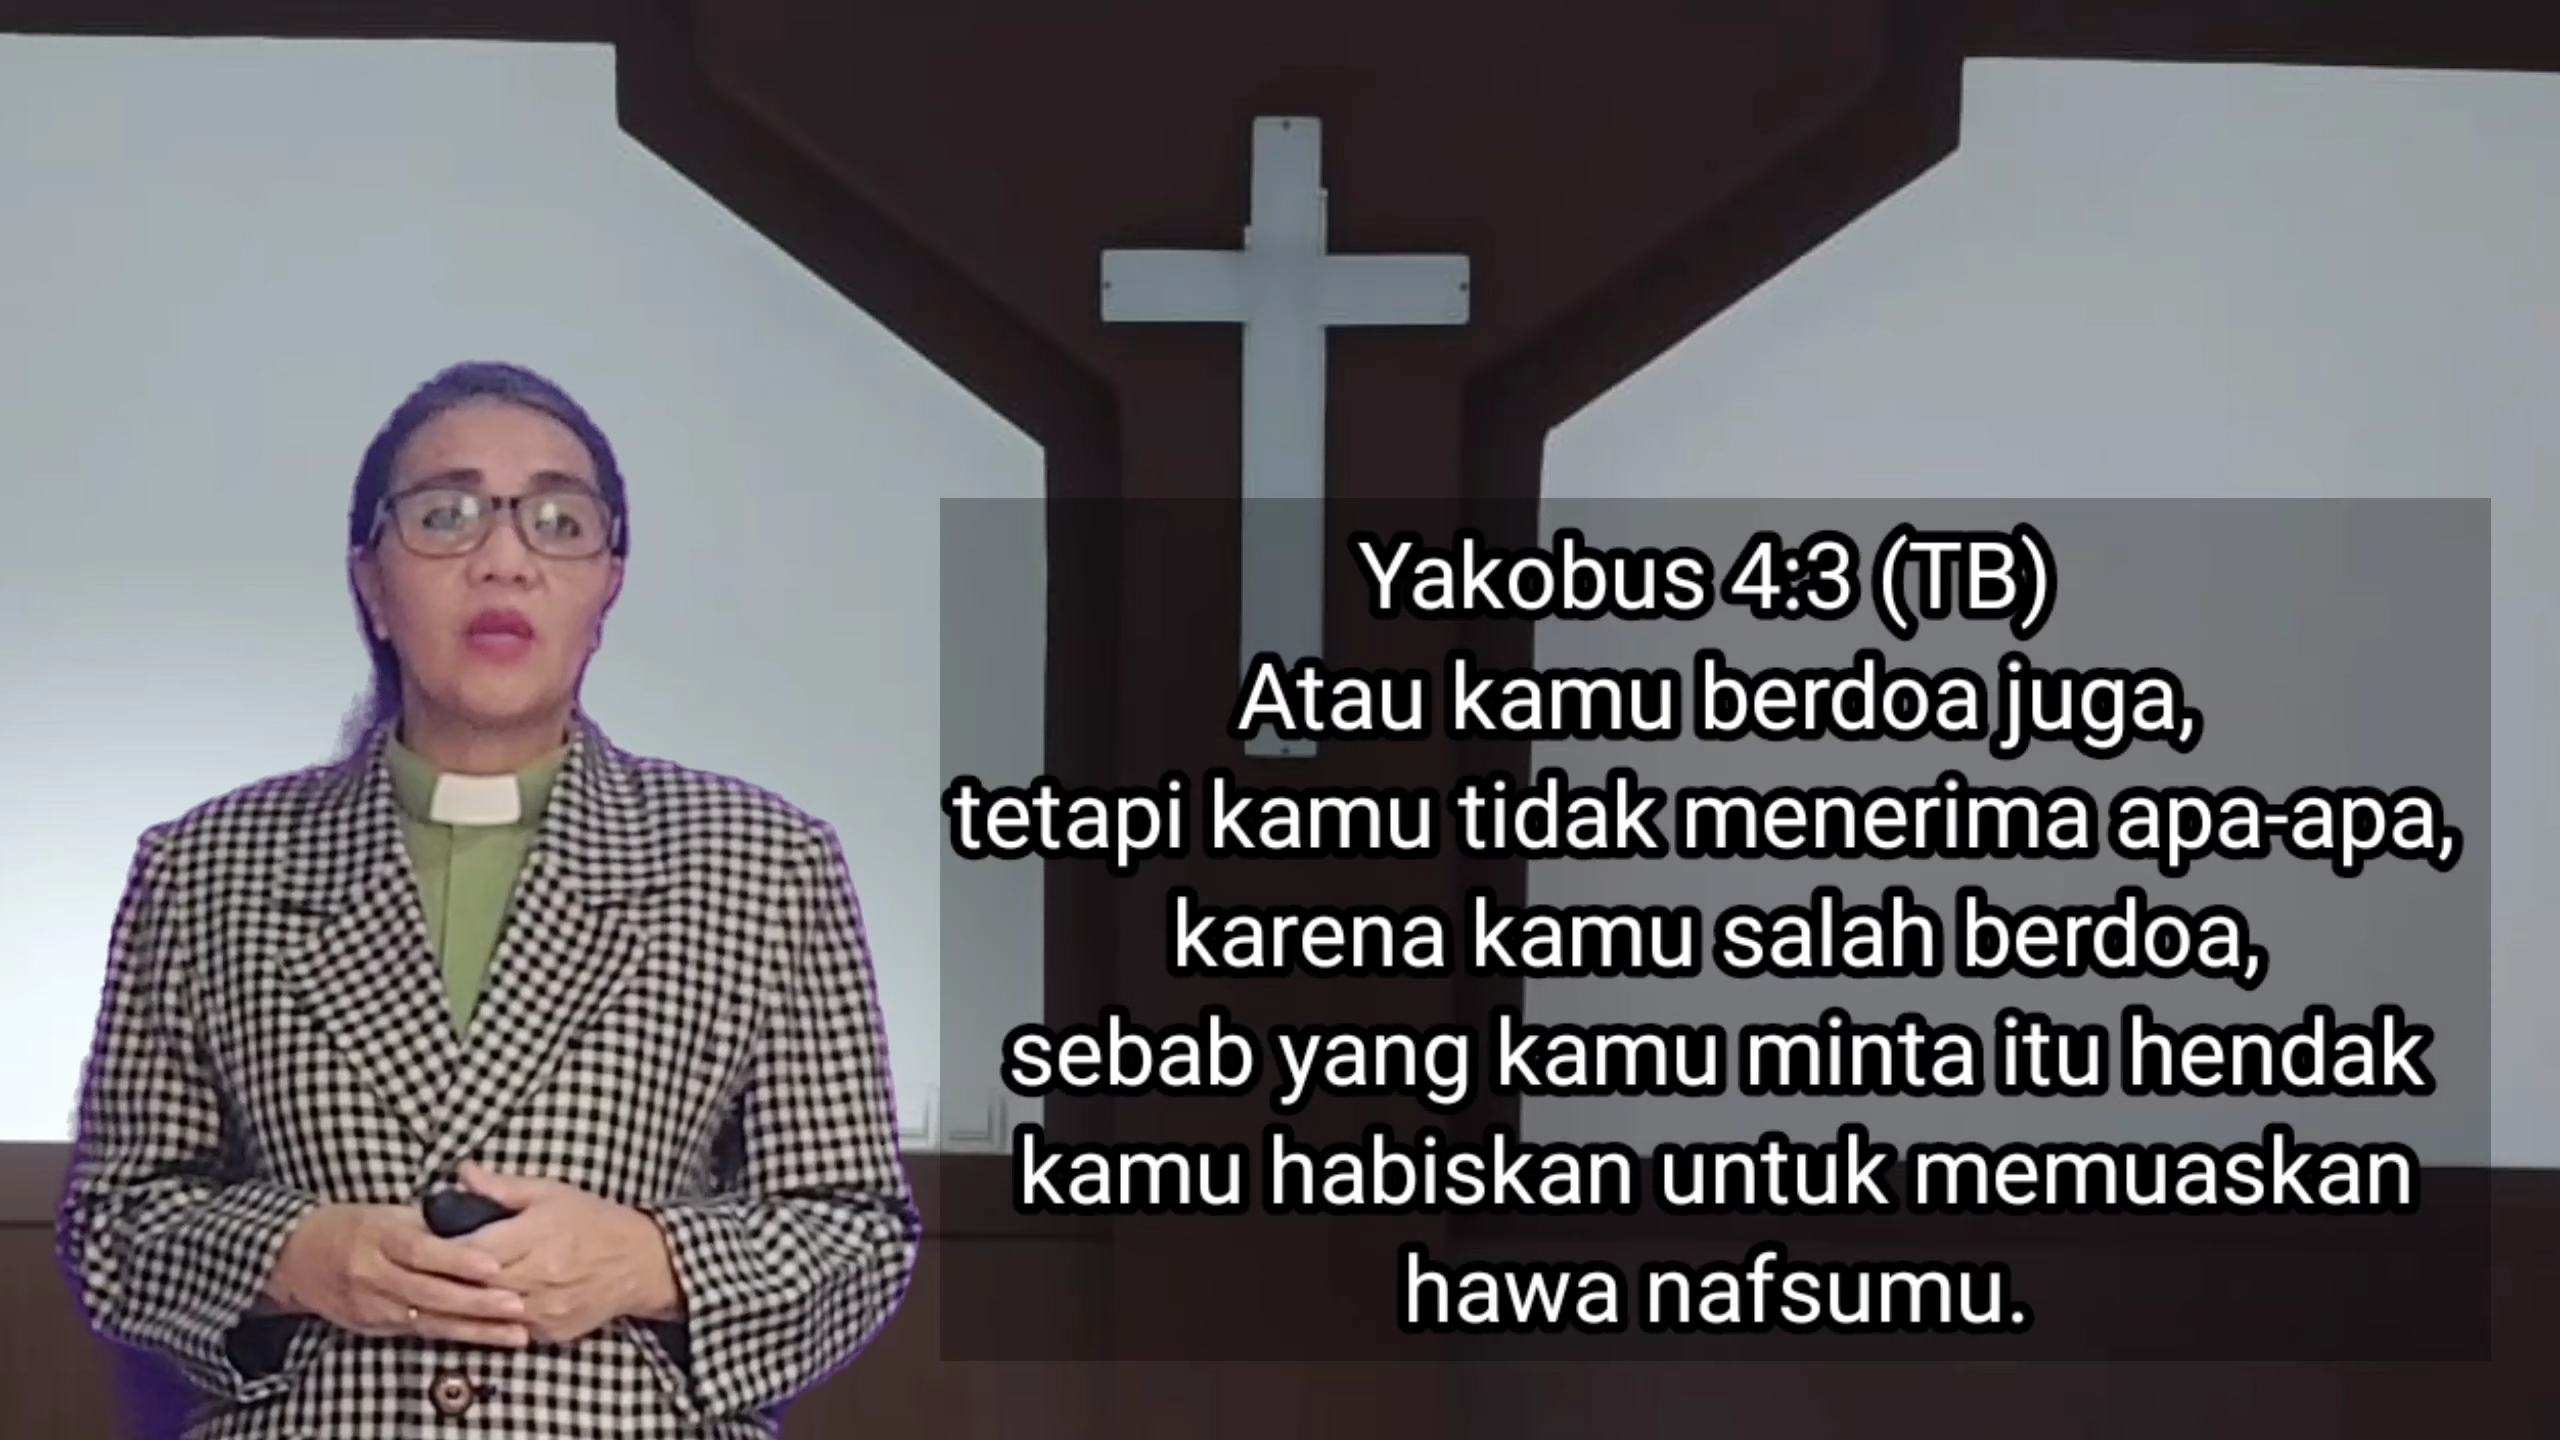 Yakobus 4:3 (TB)
Atau kamu berdoa juga,
tetapi kamu tidak menerima apa-apa,
karena kamu salah berdoa,
sebab yang kamu minta itu hendak
kamu habiskan untuk memuaskan
hawa nafsumu.